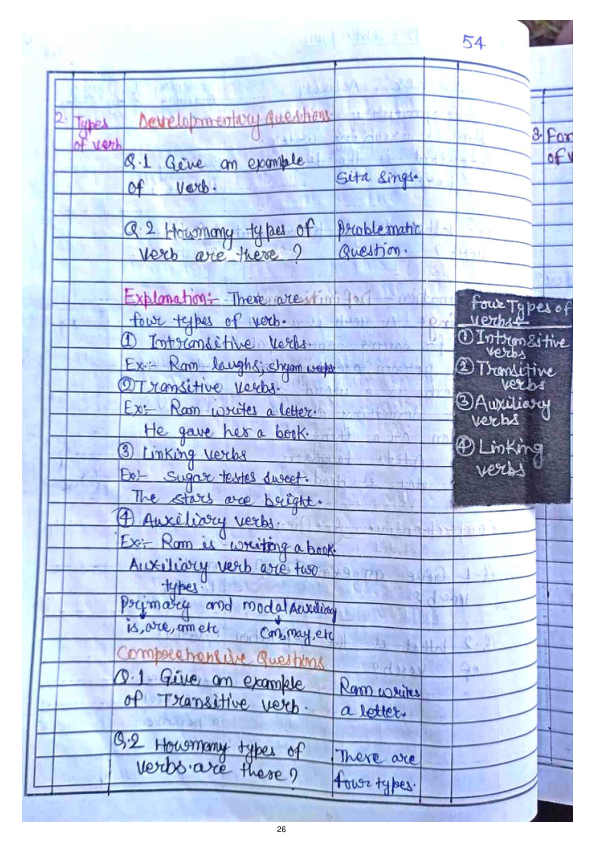 54
2. Types
of verb
Developmentary Questions
Q.1 Give an example
of verb.
Sita sings.
Q.2 Howmany types of
verb are there?
Problematic
Question.
Explanation:- There are
four types of verb.
① Intransitive verbs.
Ex:- Ram laughs; shyam weeps
② Transitive verbs.
Ex:- Ram writes a letter.
He gave her a book.
③ Linking verbs
Ex:- Sugar testes sweet.
The stars are bright.
④ Auxiliary verbs.
Ex:- Ram is writing a book.
Auxiliary verb are two
types:-
primary and modal Auxiliary
is, are, am etc Can, may, etc
Comprehensive Questions
Q.1 Give an example
of Transitive verb.
Ram writes
a letter.
Q.2 Howmany types of
verbs are there?
There are
four types.
Four Types of
verbs:-
① Intransitive
verbs
② Transitive
verbs
③ Auxiliary
verbs
④ Linking
verbs
3.
26